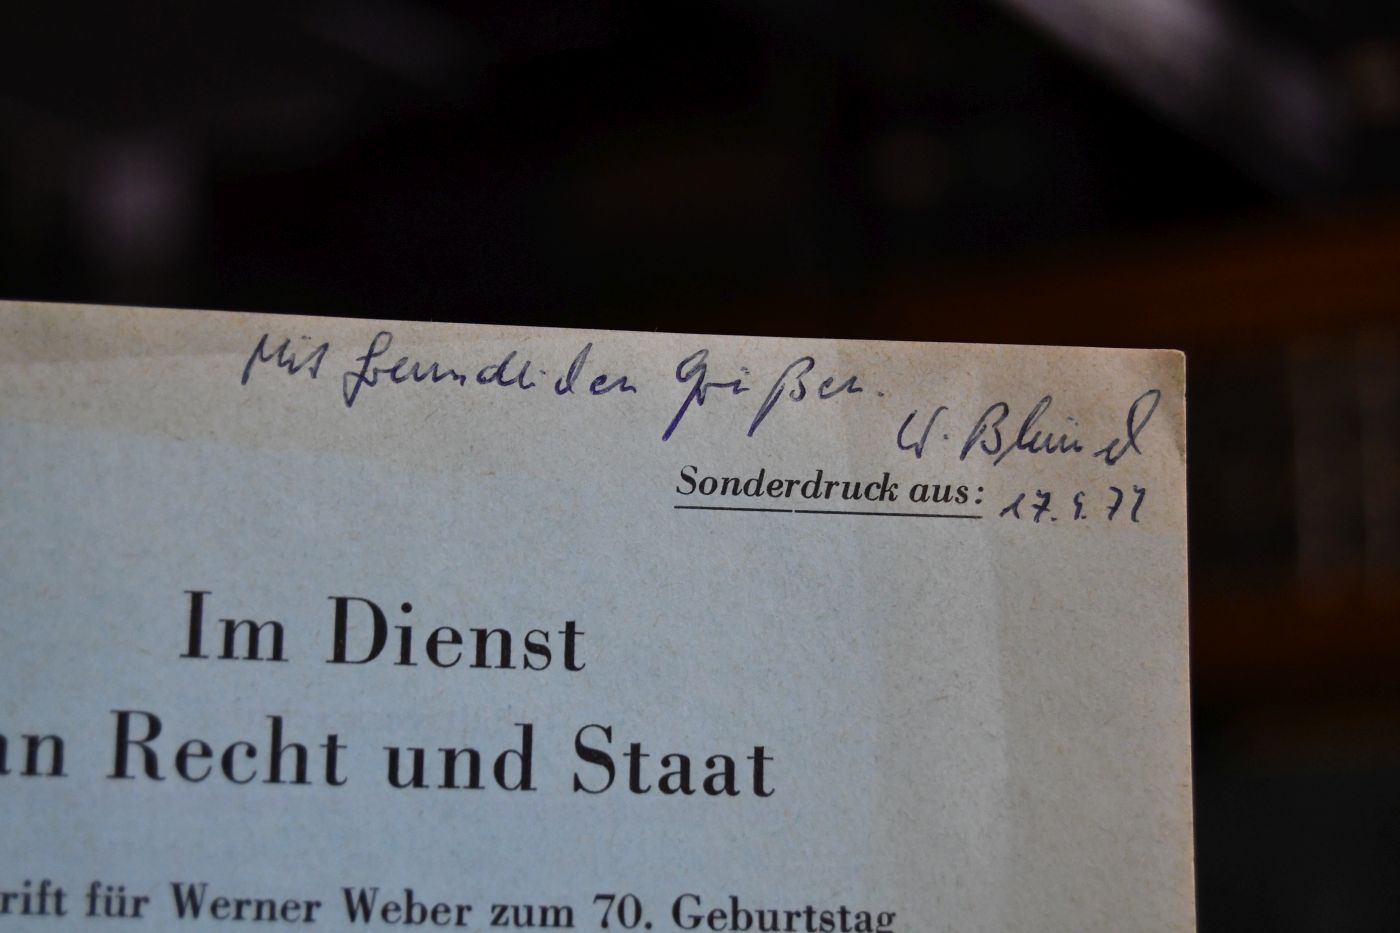 Mit freundlichen Grüßen.
W. Blümel
Sonderdruck aus: 17.9.77
Im Dienst
an Recht und Staat
rift für Werner Weber zum 70. Geburtstag